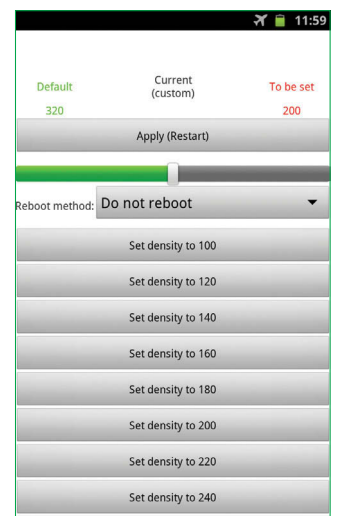 11:59
Default
Current
(custom)
To be set
320
200
Apply (Restart)
Reboot method: Do not reboot
Set density to 100
Set density to 120
Set density to 140
Set density to 160
Set density to 180
Set density to 200
Set density to 220
Set density to 240